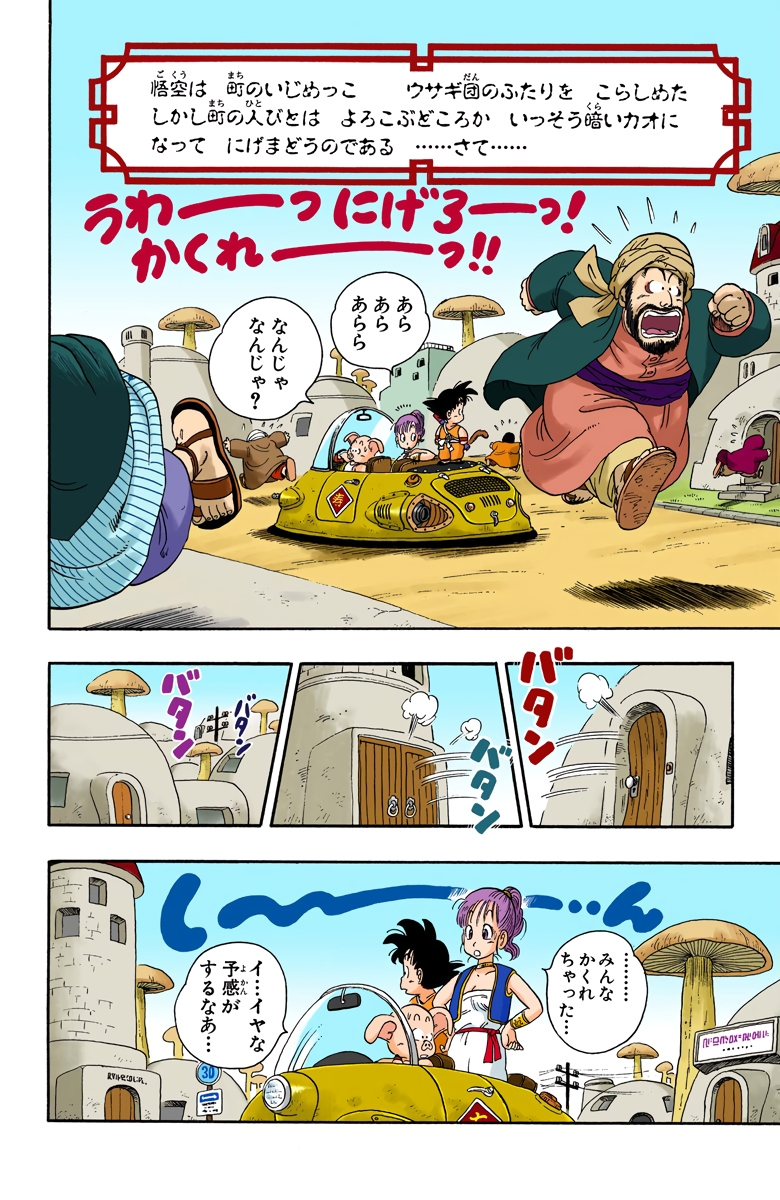 悟空は 町のいじめっこ ウサギ団のふたりを こらしめた
しかし町の人びとは よろこぶどころか いっそう暗いカオに
なって にげまどうのである ……さて……
うわーーっ にげろーーっ!
かくれーーっ!!
あら
あら
あらら
なんじゃ
なんじゃ?
寿
バタン
バタン
バタン
バタン
し〜〜…ん
………
みんな
かくれ
ちゃった…
イ…イヤな
予感が
するなあ…
30